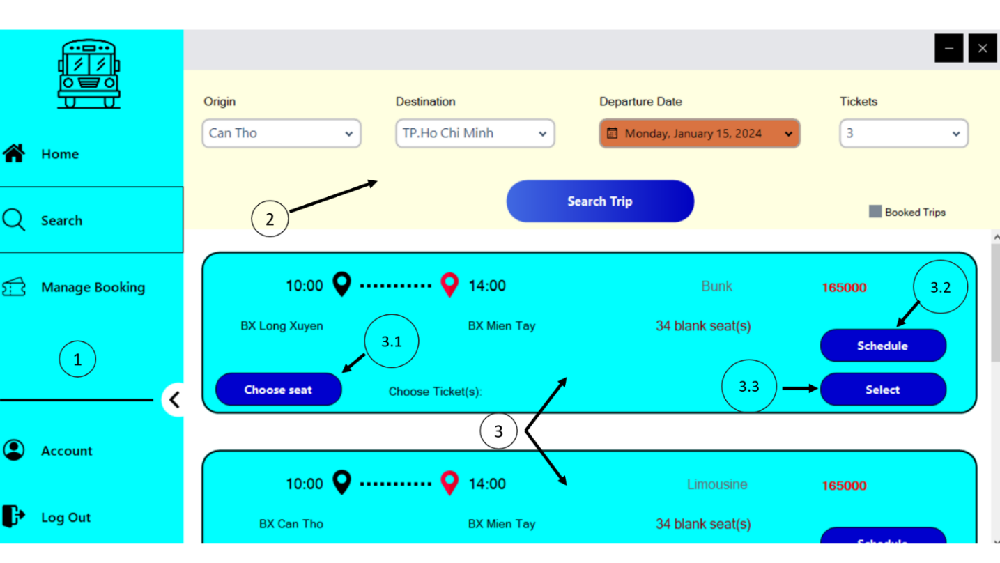 Origin Destination Departure Date Tickets
Can Tho TP.Ho Chi Minh Monday, January 15, 2024 3
Home
Search Trip
2
Booked Trips
Search
10:00 14:00 Bunk 165000 3.2
Manage Booking
BX Long Xuyen 3.1 BX Mien Tay 34 blank seat(s)
Schedule
1
Choose seat Choose Ticket(s): 3.3 Select
3
Account
10:00 14:00 Limousine 165000
Log Out
BX Can Tho BX Mien Tay 34 blank seat(s)
Schedule